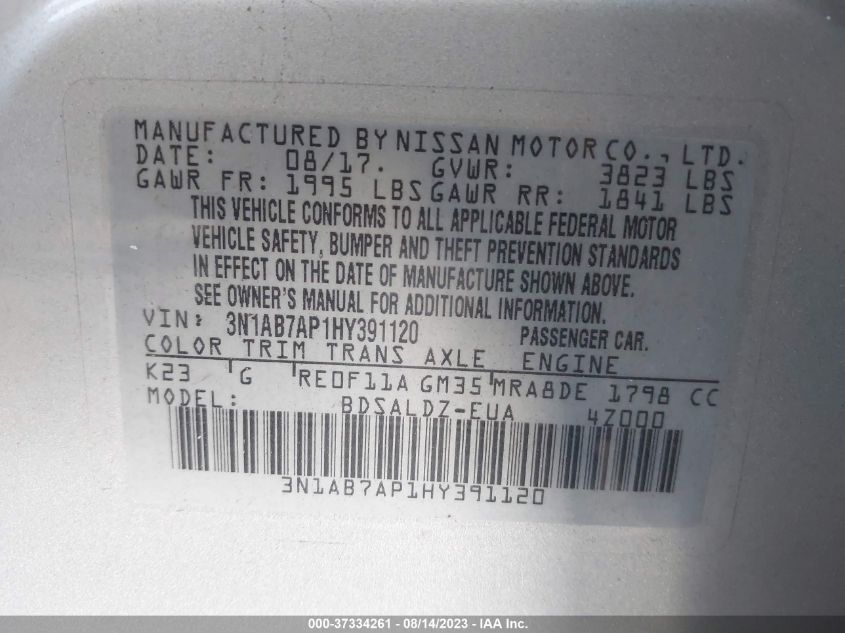 MANUFACTURED BY NISSAN MOTOR CO., LTD.
DATE: 08/17. GVWR: 3823 LBS
GAWR FR: 1995 LBS GAWR RR: 1841 LBS
THIS VEHICLE CONFORMS TO ALL APPLICABLE FEDERAL MOTOR
VEHICLE SAFETY, BUMPER AND THEFT PREVENTION STANDARDS
IN EFFECT ON THE DATE OF MANUFACTURE SHOWN ABOVE.
SEE OWNER'S MANUAL FOR ADDITIONAL INFORMATION.
VIN: 3N1AB7AP1HY391120 PASSENGER CAR.
COLOR TRIM TRANS AXLE ENGINE
K23 G RE0F11A GM35 MRA8DE 1798 CC
MODEL: BDSALDZ-EUA 4Z000
3N1AB7AP1HY391120
000-37334261 - 08/14/2023 - IAA Inc.